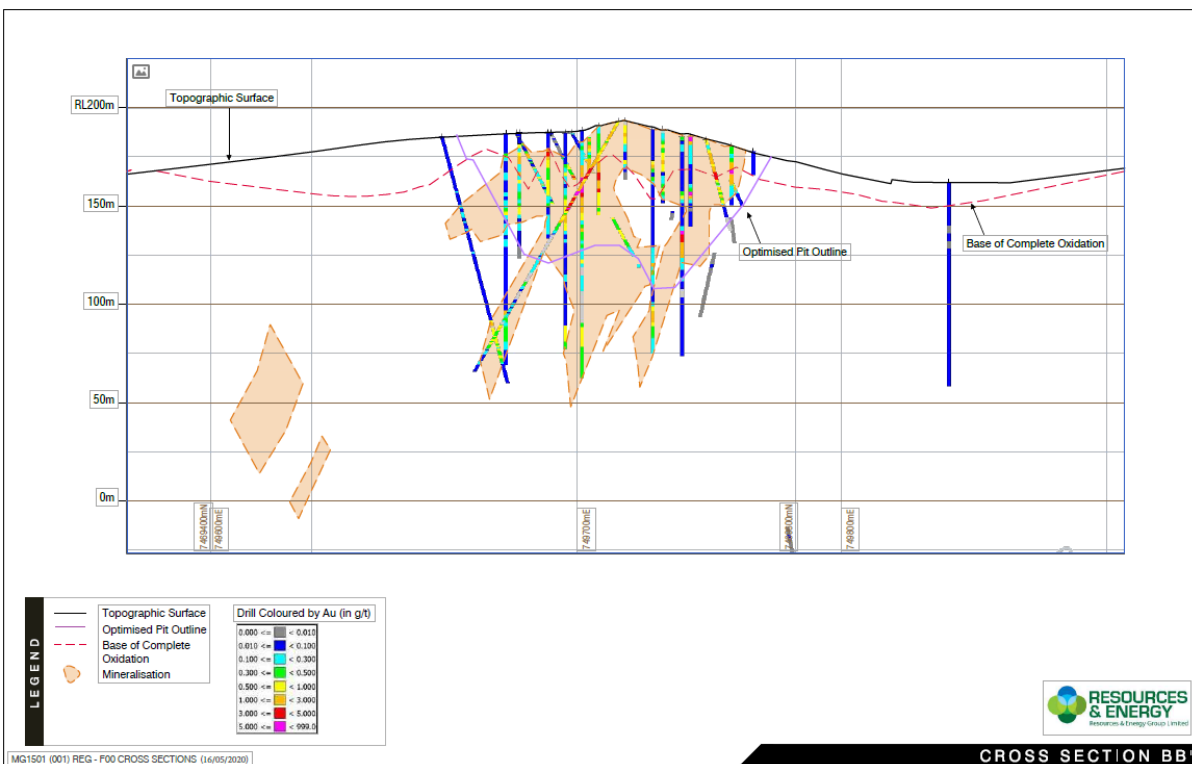 RL200m
Topographic Surface
150m
Optimised Pit Outline
Base of Complete Oxidation
100m
50m
0m
749600mE
749700mE
749800mE
LEGEND
Topographic Surface
Optimised Pit Outline
Base of Complete
Oxidation
Mineralisation
Drill Coloured by Au (in g/t)
0.000 <= < 0.010
0.010 <= < 0.100
0.100 <= < 0.300
0.300 <= < 0.500
0.500 <= < 1.000
1.000 <= < 3.000
3.000 <= < 5.000
5.000 <= < 999.0
RESOURCES
& ENERGY
Resources & Energy Group Limited
MG1501 (001) REG - F00 CROSS SECTIONS (16/05/2020)
CROSS SECTION BB'